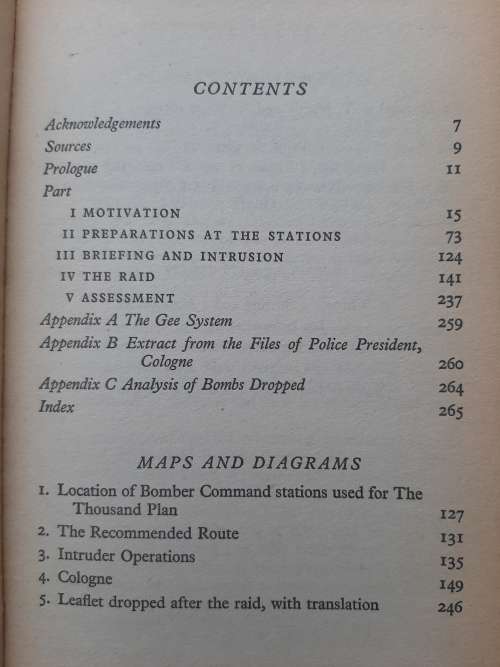 CONTENTS
Acknowledgements 7
Sources 9
Prologue 11
Part
I MOTIVATION 15
II PREPARATIONS AT THE STATIONS 73
III BRIEFING AND INTRUSION 124
IV THE RAID 141
V ASSESSMENT 237
Appendix A The Gee System 259
Appendix B Extract from the Files of Police President,
Cologne 260
Appendix C Analysis of Bombs Dropped 264
Index 265
MAPS AND DIAGRAMS
1. Location of Bomber Command stations used for The
Thousand Plan 127
2. The Recommended Route 131
3. Intruder Operations 135
4. Cologne 149
5. Leaflet dropped after the raid, with translation 246